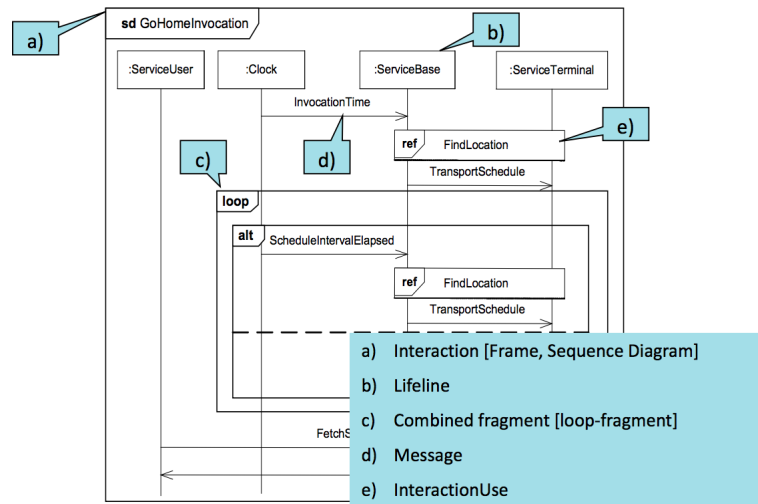 sd GoHomeInvocation
a)
b)
:ServiceUser :Clock :ServiceBase :ServiceTerminal
InvocationTime
e)
ref FindLocation
d)
c)
TransportSchedule
loop
alt ScheduleIntervalElapsed
ref FindLocation
TransportSchedule
a) Interaction [Frame, Sequence Diagram]
b) Lifeline
c) Combined fragment [loop-fragment]
FetchS
d) Message
e) InteractionUse